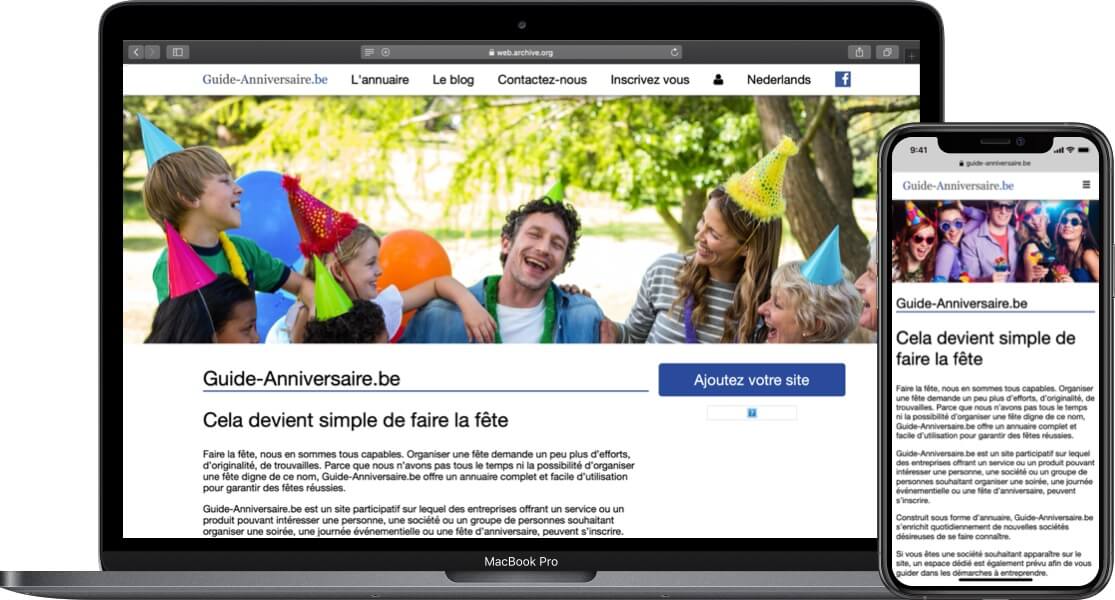 web.archive.org
Guide-Anniversaire.be L'annuaire Le blog Contactez-nous Inscrivez vous Nederlands f
Guide-Anniversaire.be
Ajoutez votre site
?
Cela devient simple de faire la fête
Faire la fête, nous en sommes tous capables. Organiser une fête demande un peu plus d'efforts,
d'originalité, de trouvailles. Parce que nous n'avons pas tous le temps ni la possibilité d'organiser
une fête digne de ce nom, Guide-Anniversaire.be offre un annuaire complet et facile d'utilisation
pour garantir des fêtes réussies.
Guide-Anniversaire.be est un site participatif sur lequel des entreprises offrant un service ou un
produit pouvant intéresser une personne, une société ou un groupe de personnes souhaitant
organiser une soirée, une journée événementielle ou une fête d'anniversaire, peuvent s'inscrire.
MacBook Pro
9:41
guide-anniversaire.be
Guide-Anniversaire.be
Guide-Anniversaire.be
Cela devient simple de
faire la fête
Faire la fête, nous en sommes tous capables. Organiser
une fête demande un peu plus d'efforts, d'originalité, de
trouvailles. Parce que nous n'avons pas tous le temps
ni la possibilité d'organiser une fête digne de ce nom,
Guide-Anniversaire.be offre un annuaire complet et
facile d'utilisation pour garantir des fêtes réussies.
Guide-Anniversaire.be est un site participatif sur lequel
des entreprises offrant un service ou un produit pouvant
intéresser une personne, une société ou un groupe de
personnes souhaitant organiser une soirée, une journée
événementielle ou une fête d'anniversaire, peuvent
s'inscrire.
Construit sous forme d'annuaire, Guide-Anniversaire.be
s'enrichit quotidiennement de nouvelles sociétés
désireuses de se faire connaître.
Si vous êtes une société souhaitant apparaître sur le
site, un espace dédié est également prévu afin de vous
guider dans les démarches à entreprendre.